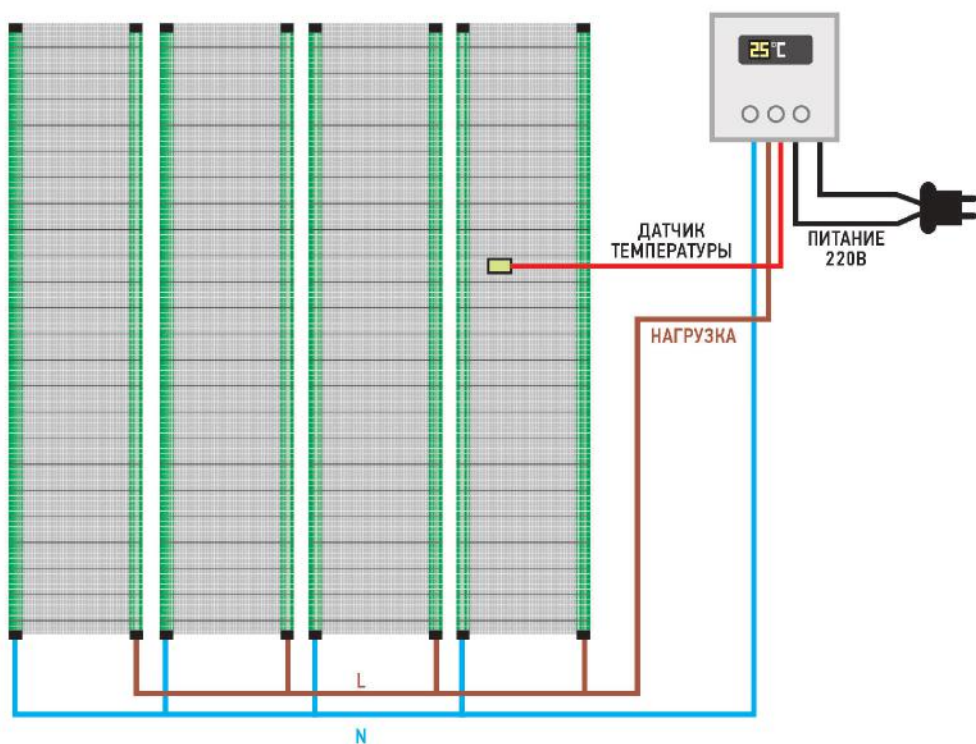 25°C
ДАТЧИК
ТЕМПЕРАТУРЫ
ПИТАНИЕ
220В
НАГРУЗКА
L
N